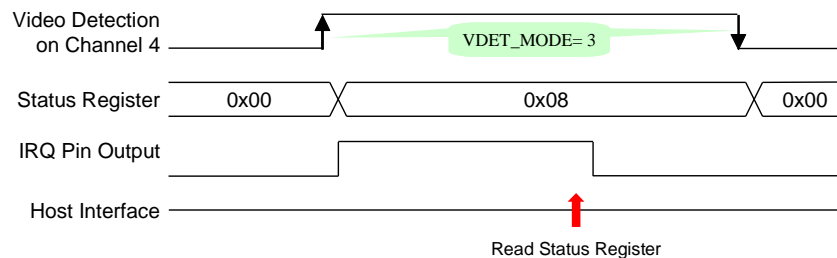 Video Detection
on Channel 4
VDET_MODE= 3
Status Register
0x00
0x08
0x00
IRQ Pin Output
Host Interface
Read Status Register